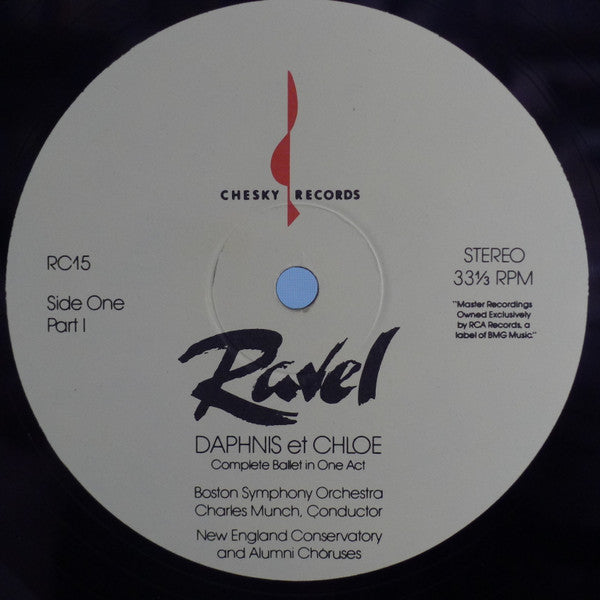 CHESKY RECORDS
RC15
Side One
Part I
STEREO
33⅓ RPM
"Master Recordings
Owned Exclusively
by RCA Records, a
label of BMG Music"
Ravel
DAPHNIS et CHLOE
Complete Ballet in One Act
Boston Symphony Orchestra
Charles Munch, Conductor
New England Conservatory
and Alumni Choruses